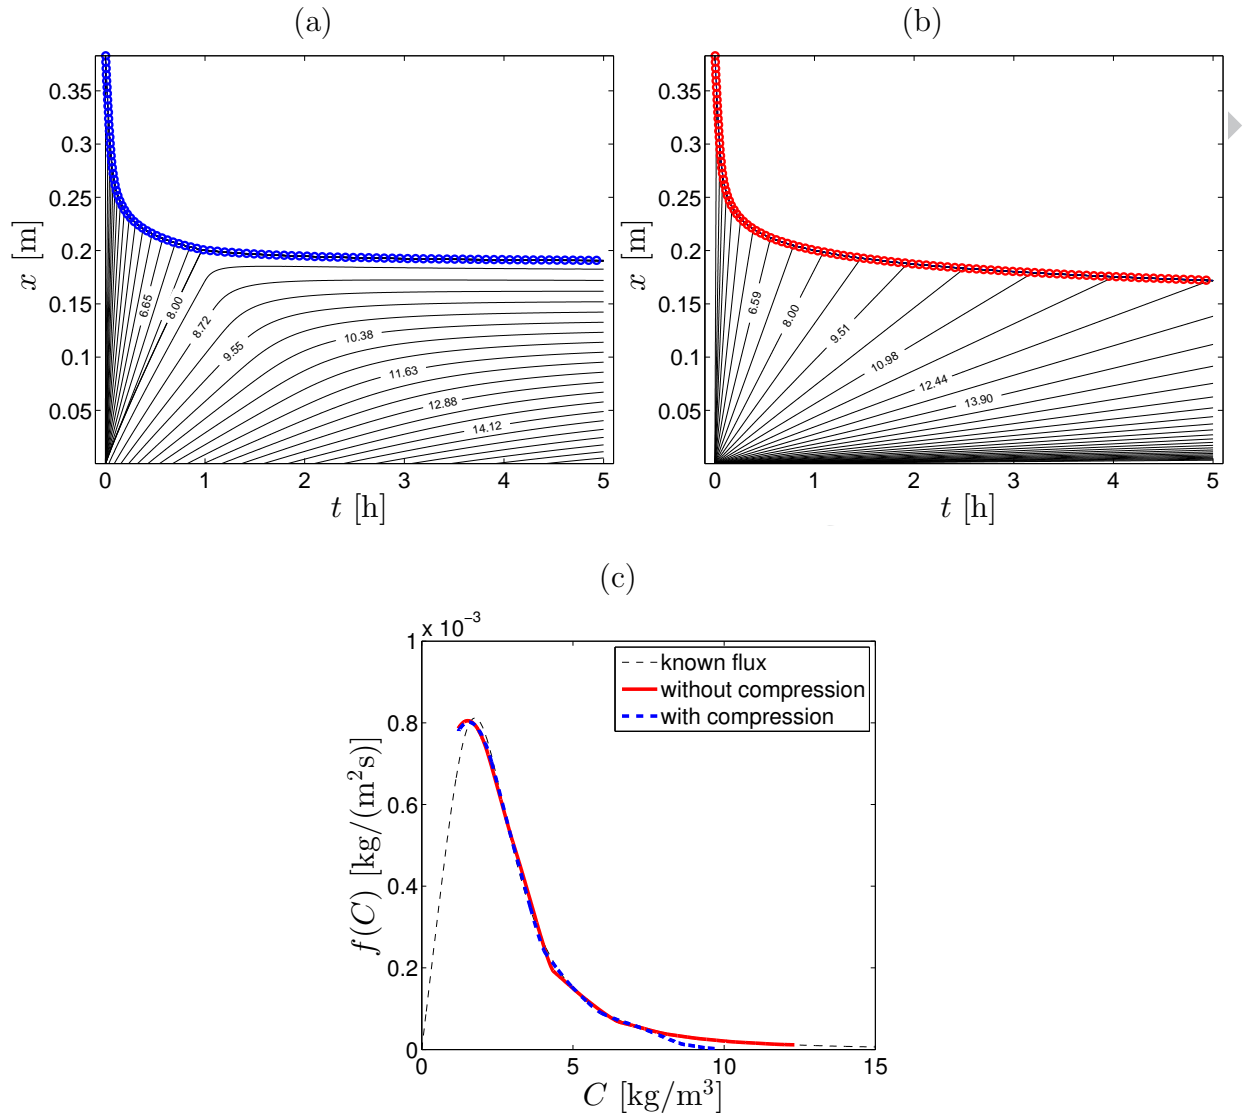 (a)
x [m]
0.35
0.3
0.25
0.2
0.15
0.1
0.05
6.65
8.00
8.72
9.55
10.38
11.63
12.88
14.12
0 1 2 3 4 5
t [h]
(b)
x [m]
0.35
0.3
0.25
0.2
0.15
0.1
0.05
6.59
8.00
9.51
10.98
12.44
13.90
0 1 2 3 4 5
t [h]
(c)
1 x 10⁻³
f(C) [kg/(m²s)]
0.8
0.6
0.4
0.2
0
known flux
without compression
with compression
0 5 10 15
C [kg/m³]